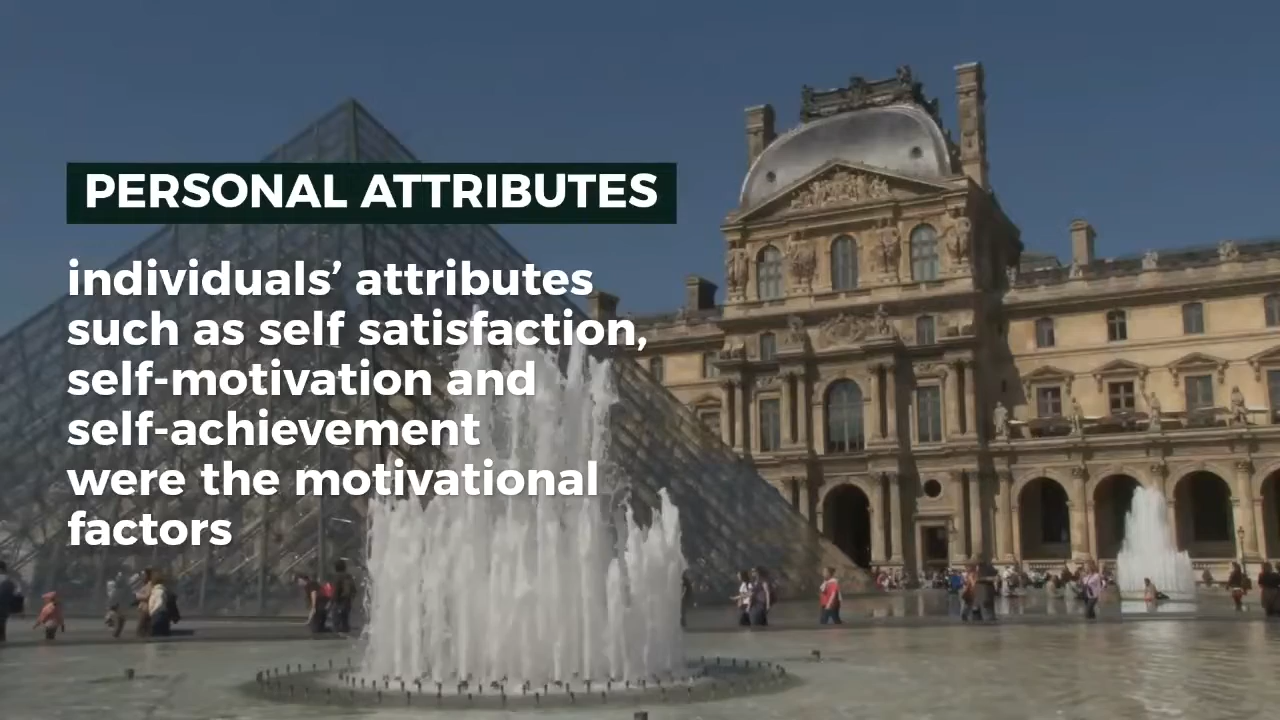 PERSONAL ATTRIBUTES
individuals’ attributes
such as self satisfaction,
self-motivation and
self-achievement
were the motivational
factors